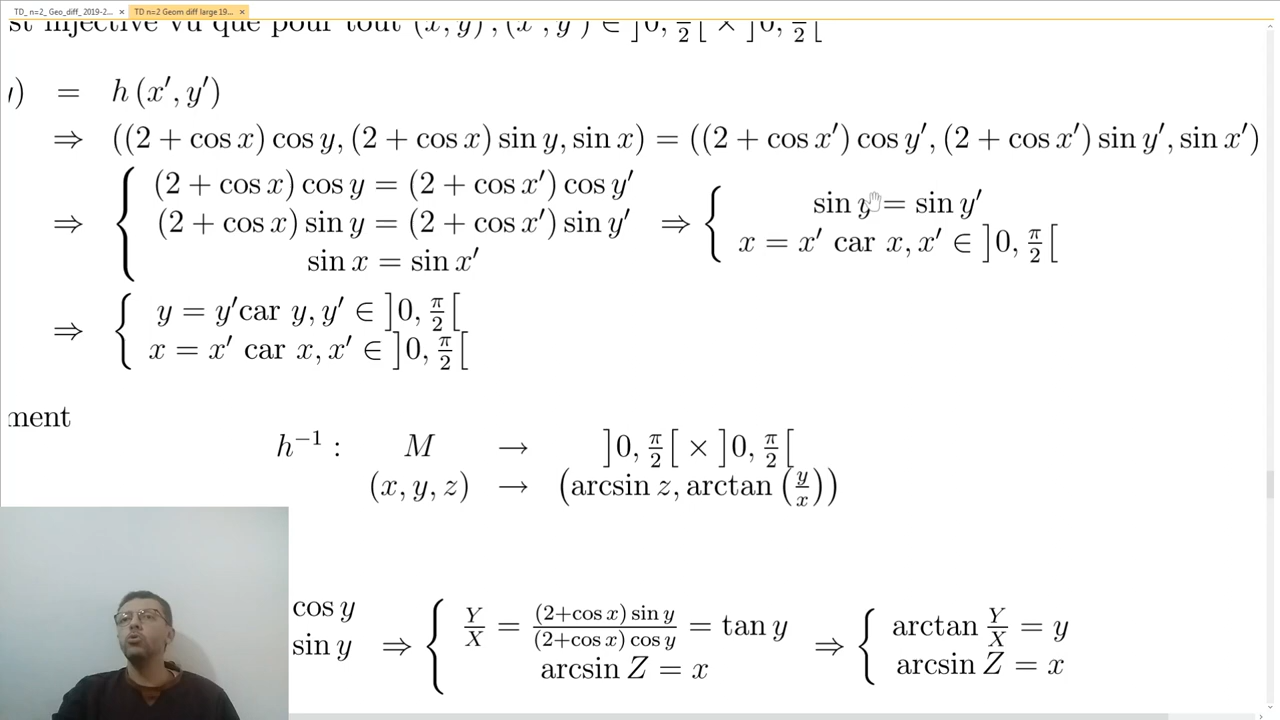 TD_ n=2_ Geo_diff_ 2019-2... × TD n=2 Geom diff large 19... ×
st injective vu que pour tout (x, y) , (x′, y′) ∈ ]0, π/2[ × ]0, π/2[
) = h (x′, y′)
⇒ ((2 + cos x) cos y, (2 + cos x) sin y, sin x) = ((2 + cos x′) cos y′, (2 + cos x′) sin y′, sin x′)
⇒ { (2 + cos x) cos y = (2 + cos x′) cos y′
(2 + cos x) sin y = (2 + cos x′) sin y′
sin x = sin x′
⇒ { sin y = sin y′
x = x′ car x, x′ ∈ ]0, π/2[
⇒ { y = y′car y, y′ ∈ ]0, π/2[
x = x′ car x, x′ ∈ ]0, π/2[
ment
h⁻¹ : M → ]0, π/2[ × ]0, π/2[
(x, y, z) → (arcsin z, arctan (y/x))
cos y
sin y
⇒ { Y/X = (2+cos x) sin y/(2+cos x) cos y = tan y
arcsin Z = x
⇒ { arctan Y/X = y
arcsin Z = x